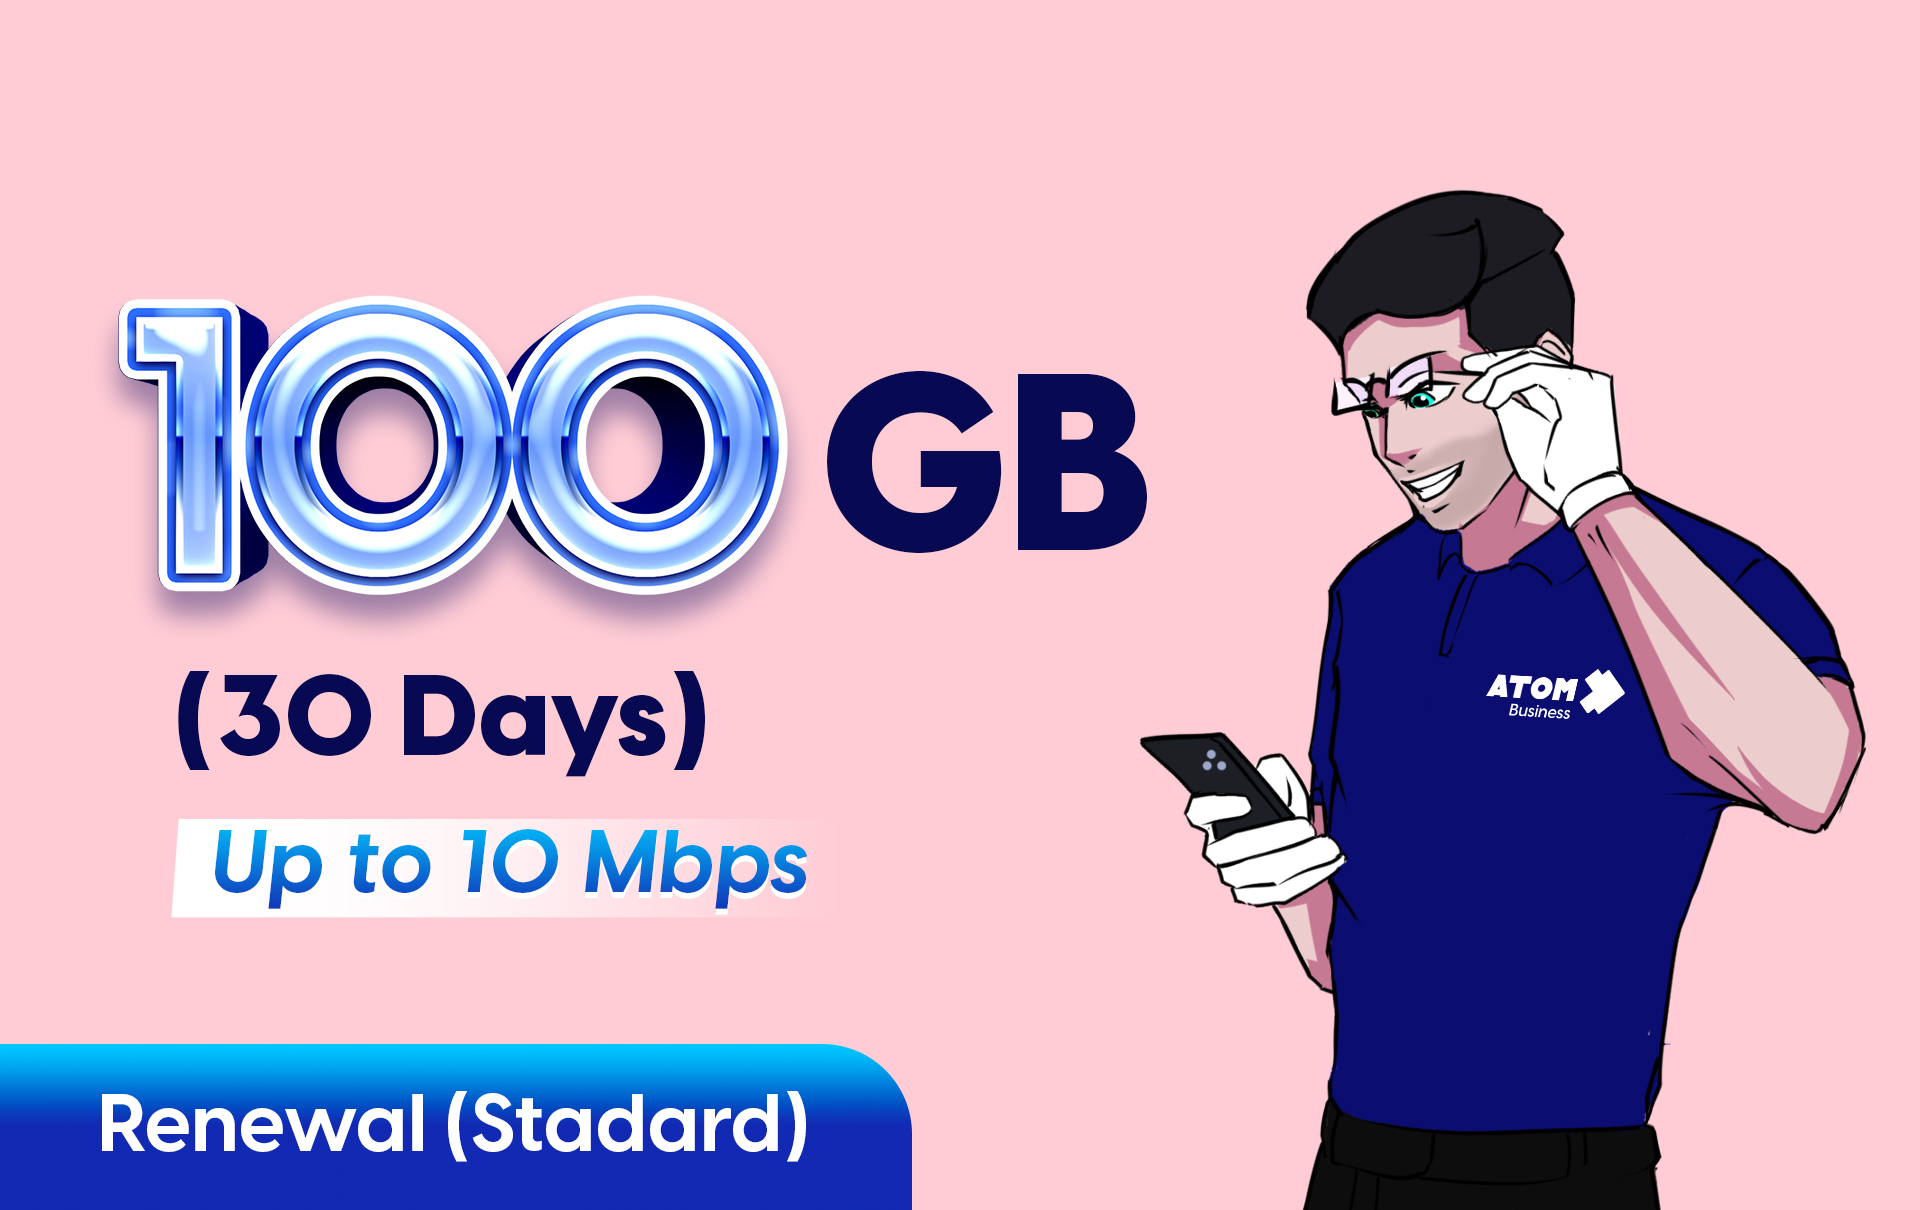 100 GB
(30 Days)
Up to 10 Mbps
Renewal (Stadard)
ATOM
Business